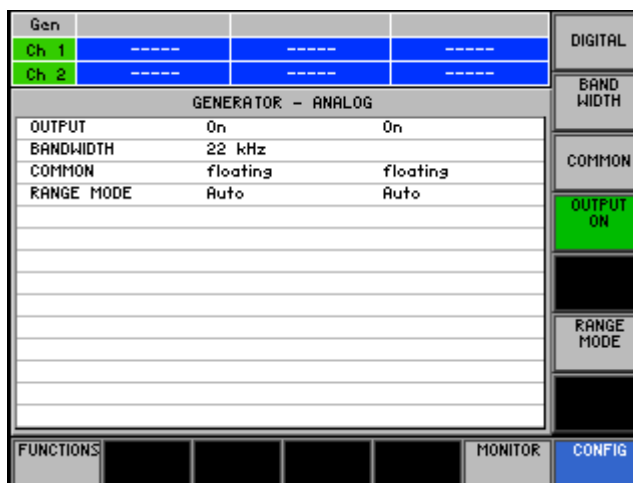 Gen
Ch 1 ----- ----- -----
Ch 2 ----- ----- -----
GENERATOR - ANALOG
OUTPUT On On
BANDWIDTH 22 kHz
COMMON floating floating
RANGE MODE Auto Auto
DIGITAL
BAND
WIDTH
COMMON
OUTPUT
ON
RANGE
MODE
FUNCTIONS MONITOR CONFIG